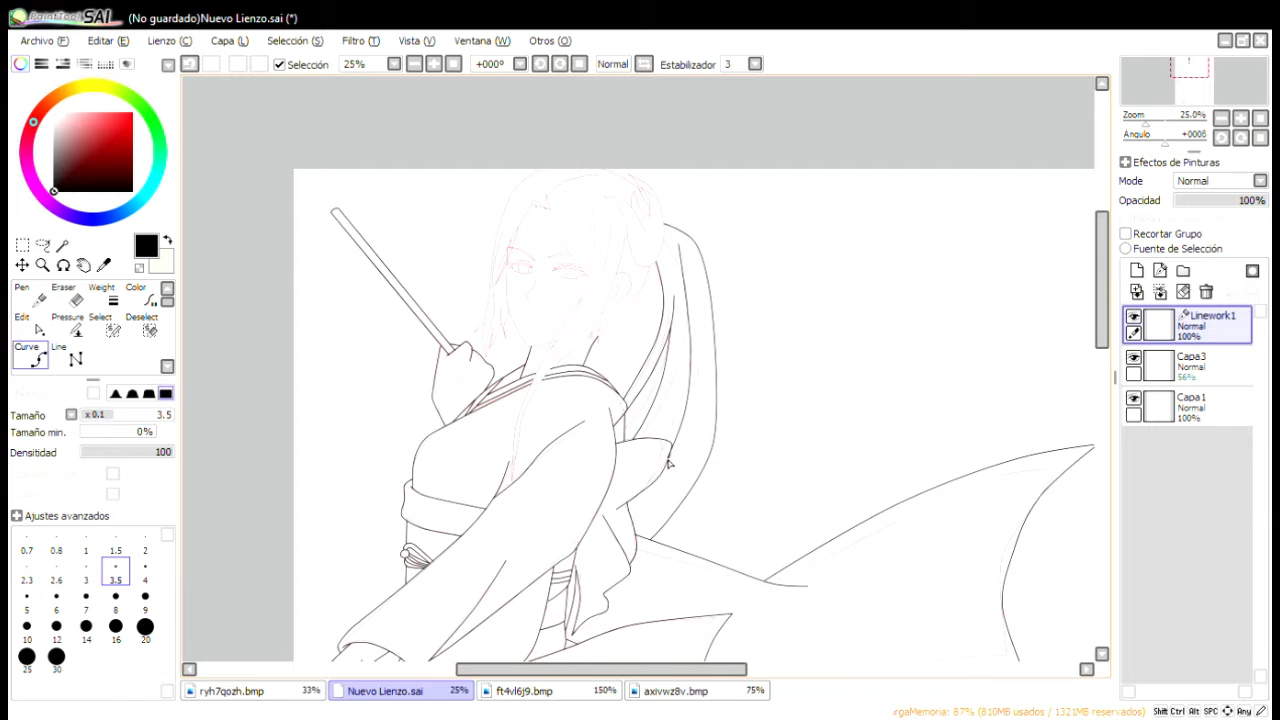 PaintTool SAI (No guardado)Nuevo Lienzo.sai (*)
Archivo (F) Editar (E) Lienzo (C) Capa (L) Selección (S) Filtro (T) Vista (V) Ventana (W) Otros (O)
Selección 25% +000º Normal Estabilizador 3
Zoom 25.0%
Angulo +000§
Efectos de Pinturas
Mode Normal
Opacidad 100%
Recortar Grupo
Fuente de Selección
Linework1
Normal
100%
Capa3
Normal
56%
Capa1
Normal
100%
Pen Eraser Weight Color
Edit Pressure Select Deselect
Curve Line
Tamaño x 0.1 3.5
Tamaño min. 0%
Densitidad 100
Ajustes avanzados
0.7 0.8 1 1.5 2
2.3 2.6 3 3.5 4
5 6 7 8 9
10 12 14 16 20
25 30
ryh7qozh.bmp 33% Nuevo Lienzo.sai 25% ft4vl6j9.bmp 150% axivwz8v.bmp 75%
rgaMemoria: 87% (810MB usados / 1321MB reservados) Shift Ctrl Alt SPC Any